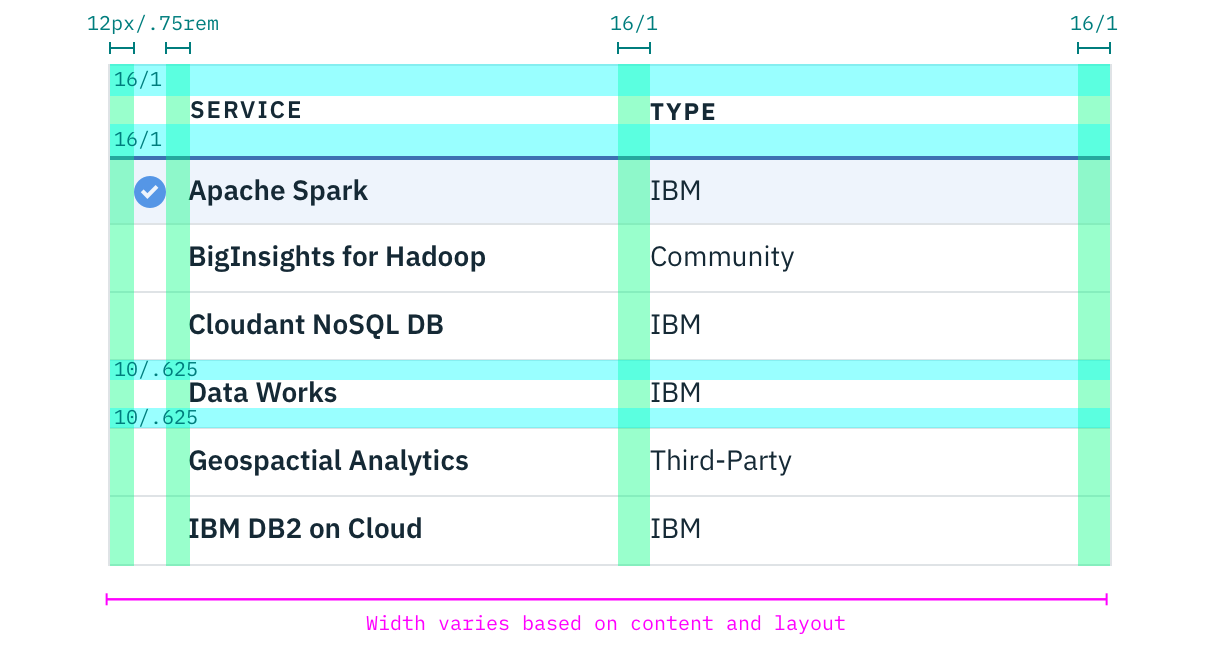 12px/.75rem 16/1 16/1
16/1
SERVICE TYPE
16/1
Apache Spark IBM
BigInsights for Hadoop Community
Cloudant NoSQL DB IBM
10/.625
Data Works IBM
10/.625
Geospactial Analytics Third-Party
IBM DB2 on Cloud IBM
Width varies based on content and layout